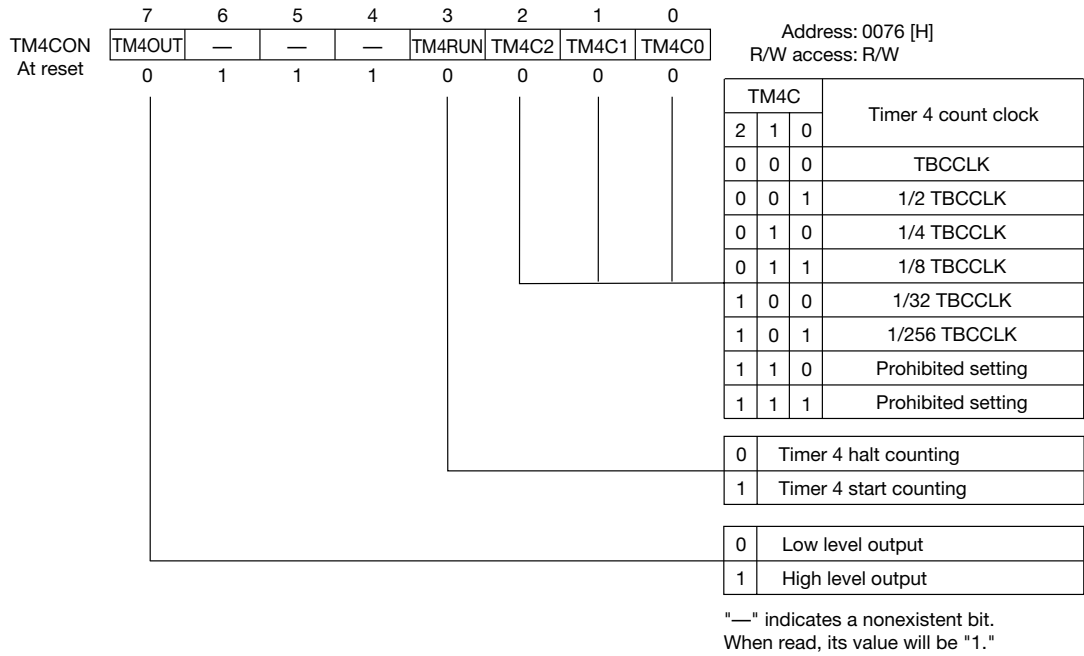 7 6 5 4 3 2 1 0
TM4CON TM4OUT — — — TM4RUN TM4C2 TM4C1 TM4C0
At reset 0 1 1 1 0 0 0 0
Address: 0076 [H]
R/W access: R/W
TM4C Timer 4 count clock
2 1 0
0 0 0 TBCCLK
0 0 1 1/2 TBCCLK
0 1 0 1/4 TBCCLK
0 1 1 1/8 TBCCLK
1 0 0 1/32 TBCCLK
1 0 1 1/256 TBCCLK
1 1 0 Prohibited setting
1 1 1 Prohibited setting
0 Timer 4 halt counting
1 Timer 4 start counting
0 Low level output
1 High level output
"—" indicates a nonexistent bit.
When read, its value will be "1."